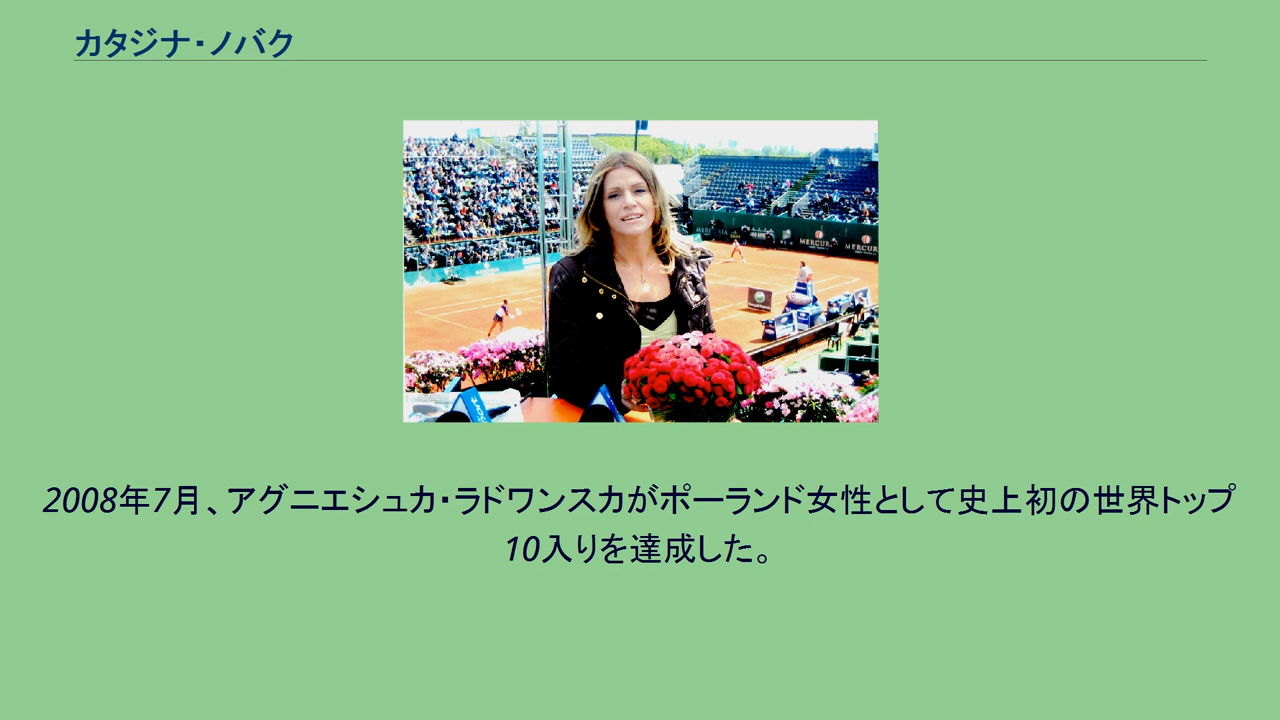 カタジナ・ノバク
MERCUR
MERCUR
2008年7月、アグニエシュカ・ラドワンスカがポーランド女性として史上初の世界トップ
10入りを達成した。